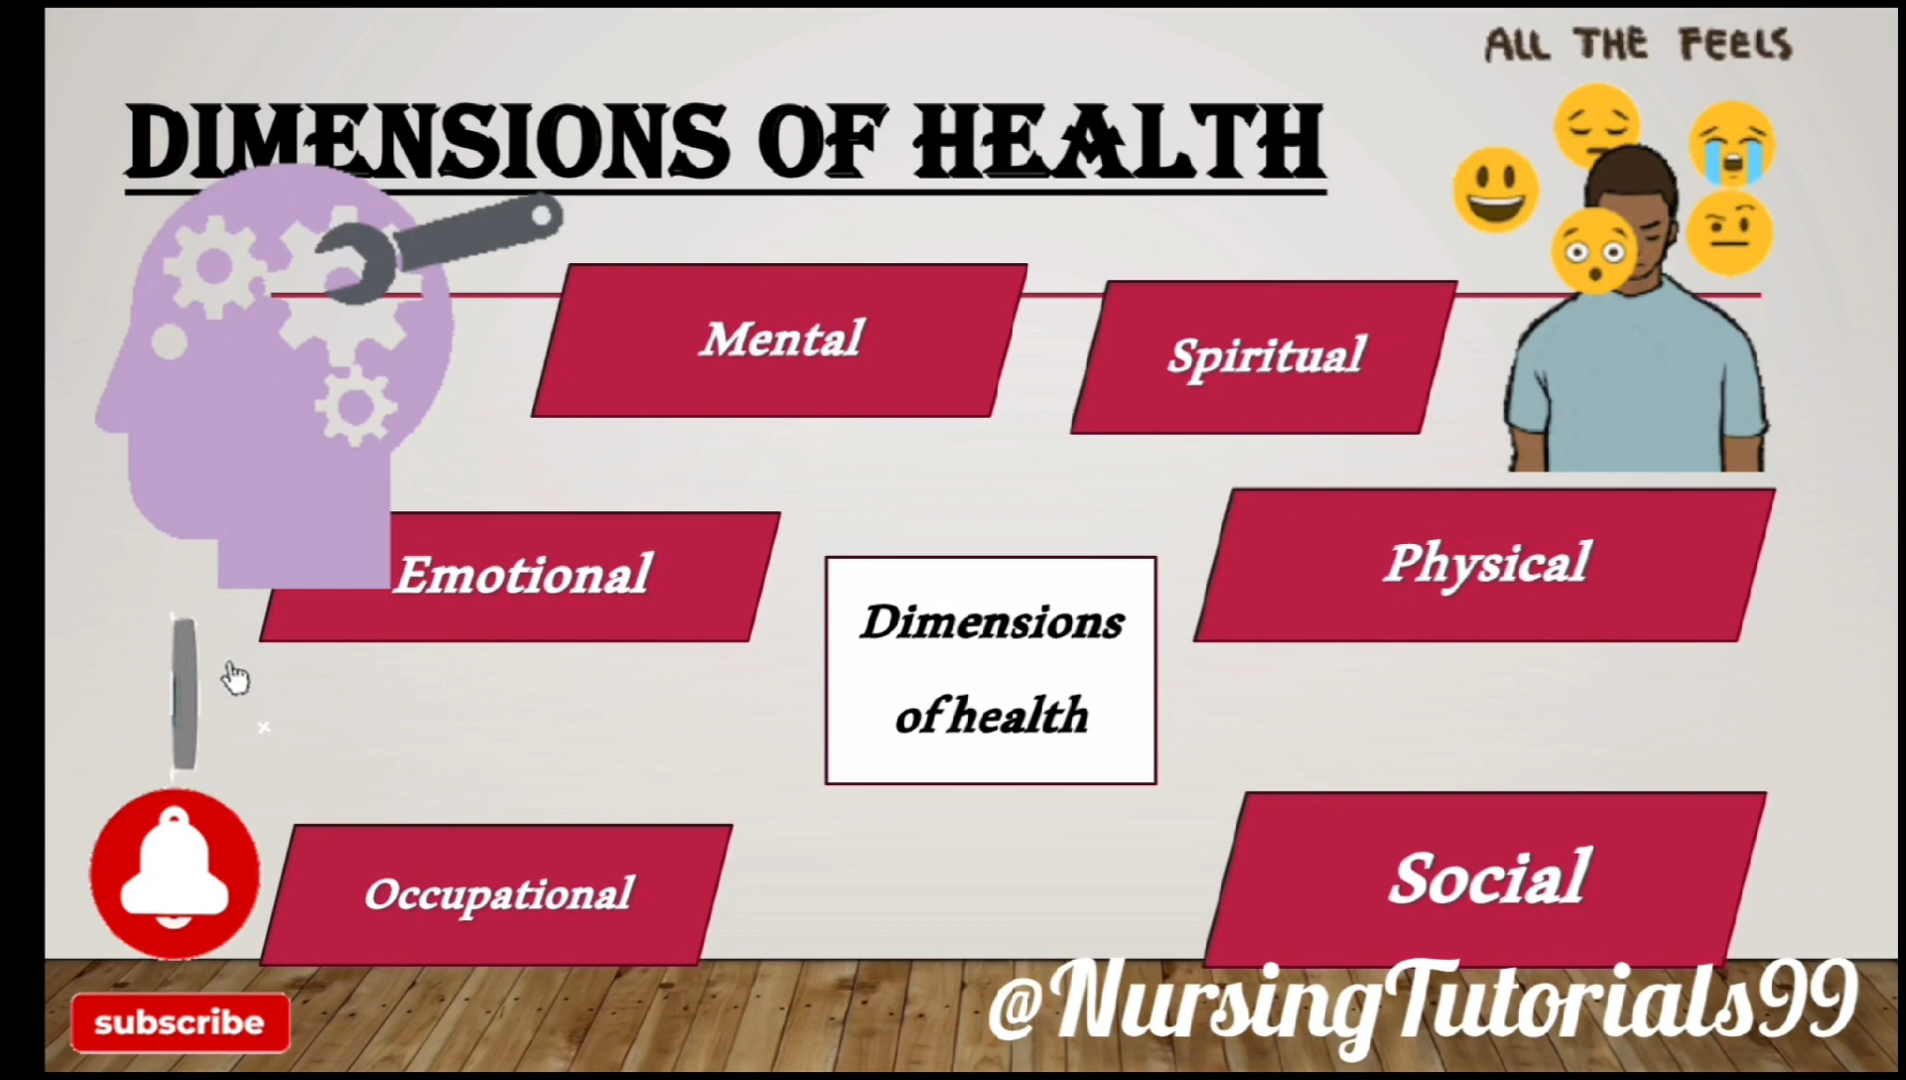 ALL THE FEELS
DIMENSIONS OF HEALTH
Mental
Spiritual
Emotional
Physical
Dimensions
of health
Occupational
Social
@NursingTutorials99
subscribe